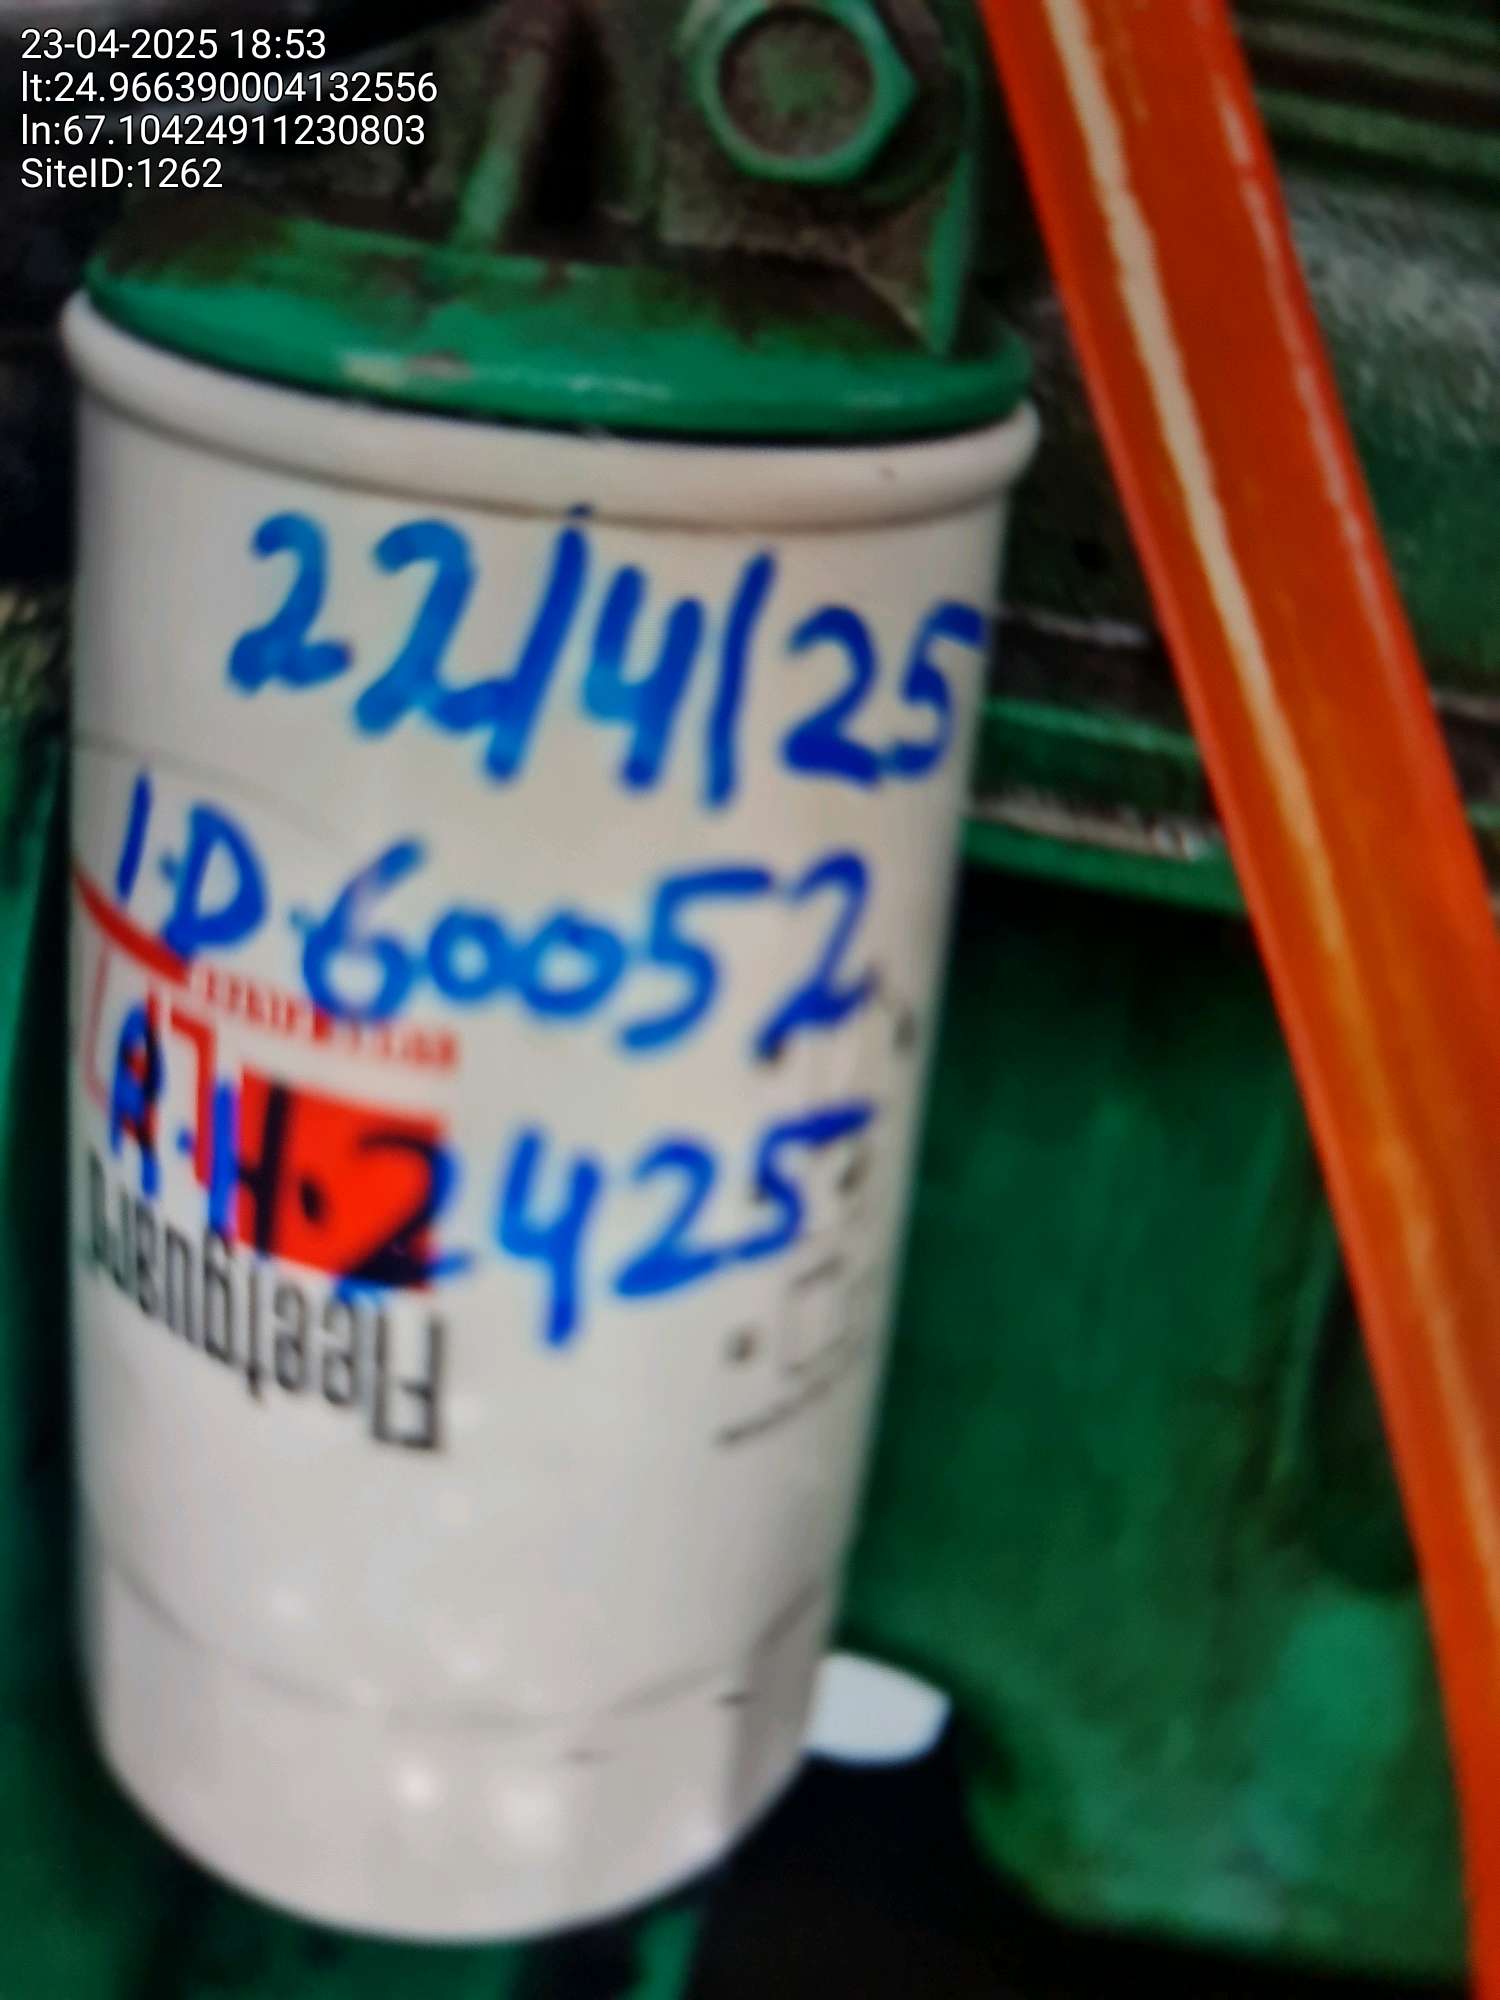 23-04-2025 18:53
lt:24.966390004132556
ln:67.10424911230803
SiteID:1262
22/4/25
I.D.60052
R.H.2425
Fleetguard